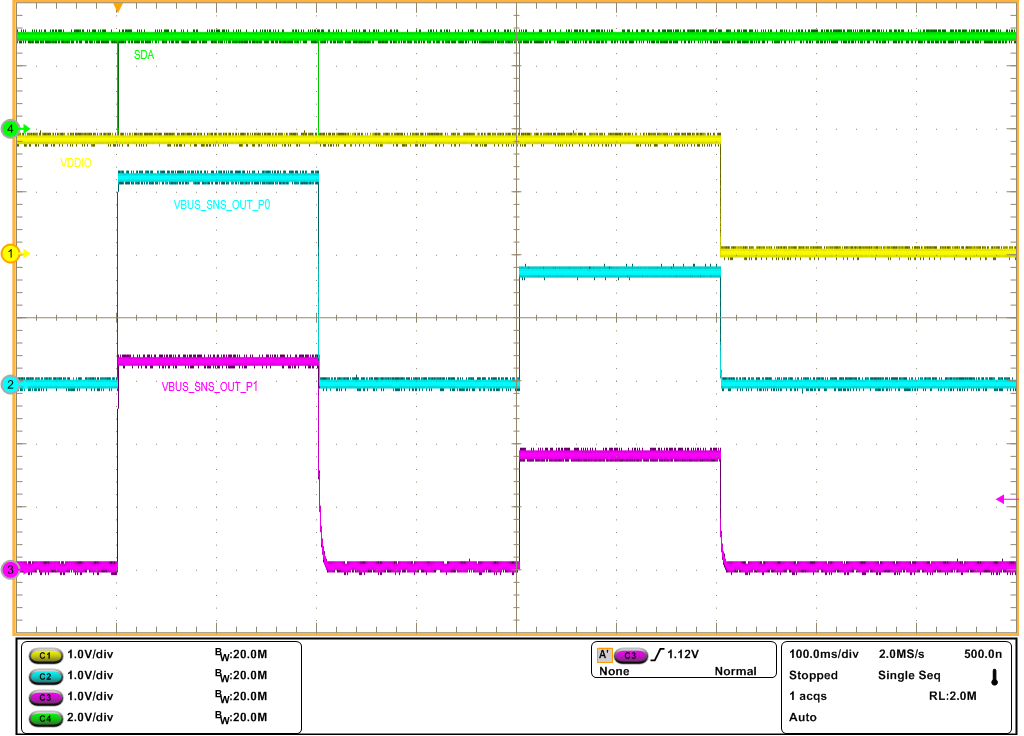 SDA
4
VDDIO
VBUS_SNS_OUT_P0
1
2
VBUS_SNS_OUT_P1
3
C1 1.0V/div BW:20.0M
C2 1.0V/div BW:20.0M
C3 1.0V/div BW:20.0M
C4 2.0V/div BW:20.0M
A' C3 1.12V
None Normal
100.0ms/div 2.0MS/s 500.0n
Stopped Single Seq
1 acqs RL:2.0M
Auto